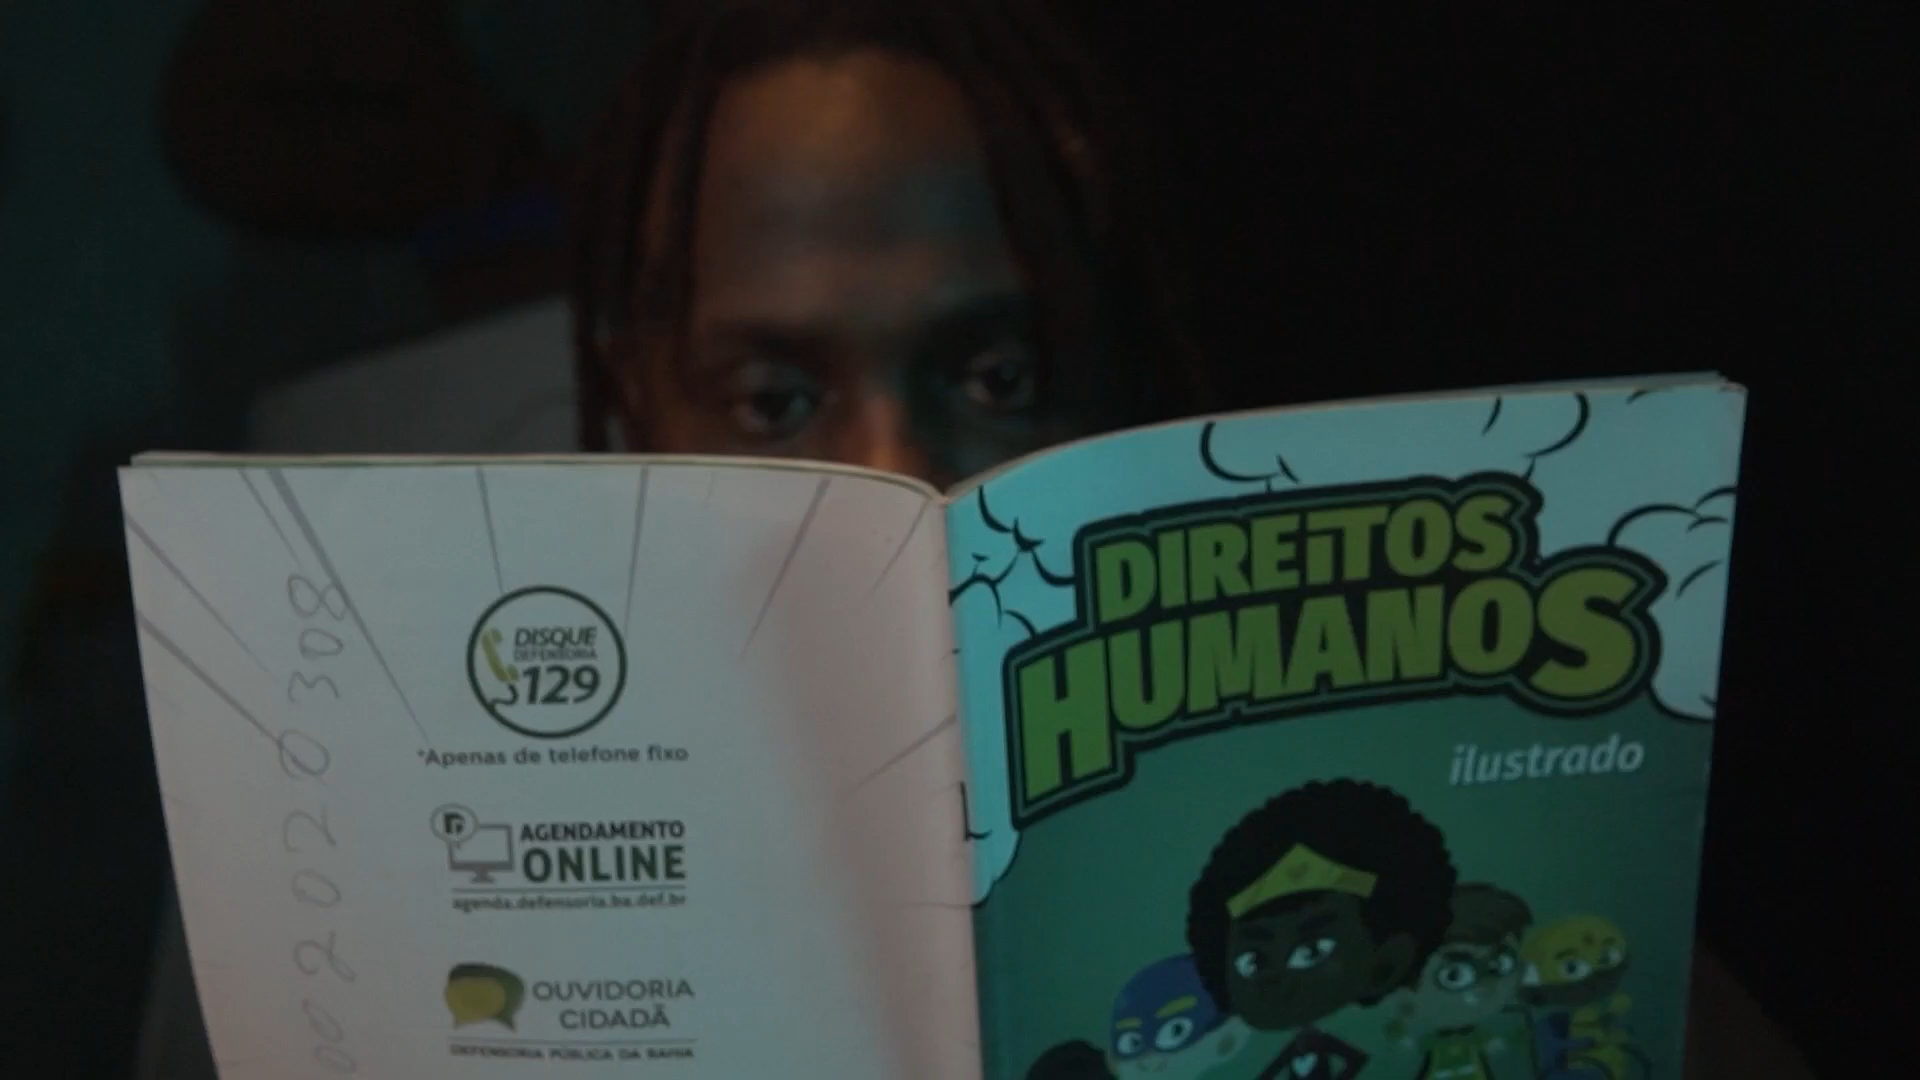 DISQUE
DEFENSORIA
129
*Apenas de telefone fixo
AGENDAMENTO
ONLINE
agenda.defensoria.ba.def.br
OUVIDORIA
CIDADÃ
DEFENSORIA PÚBLICA DA BAHIA
002020308
DIREITOS
HUMANOS
ilustrado